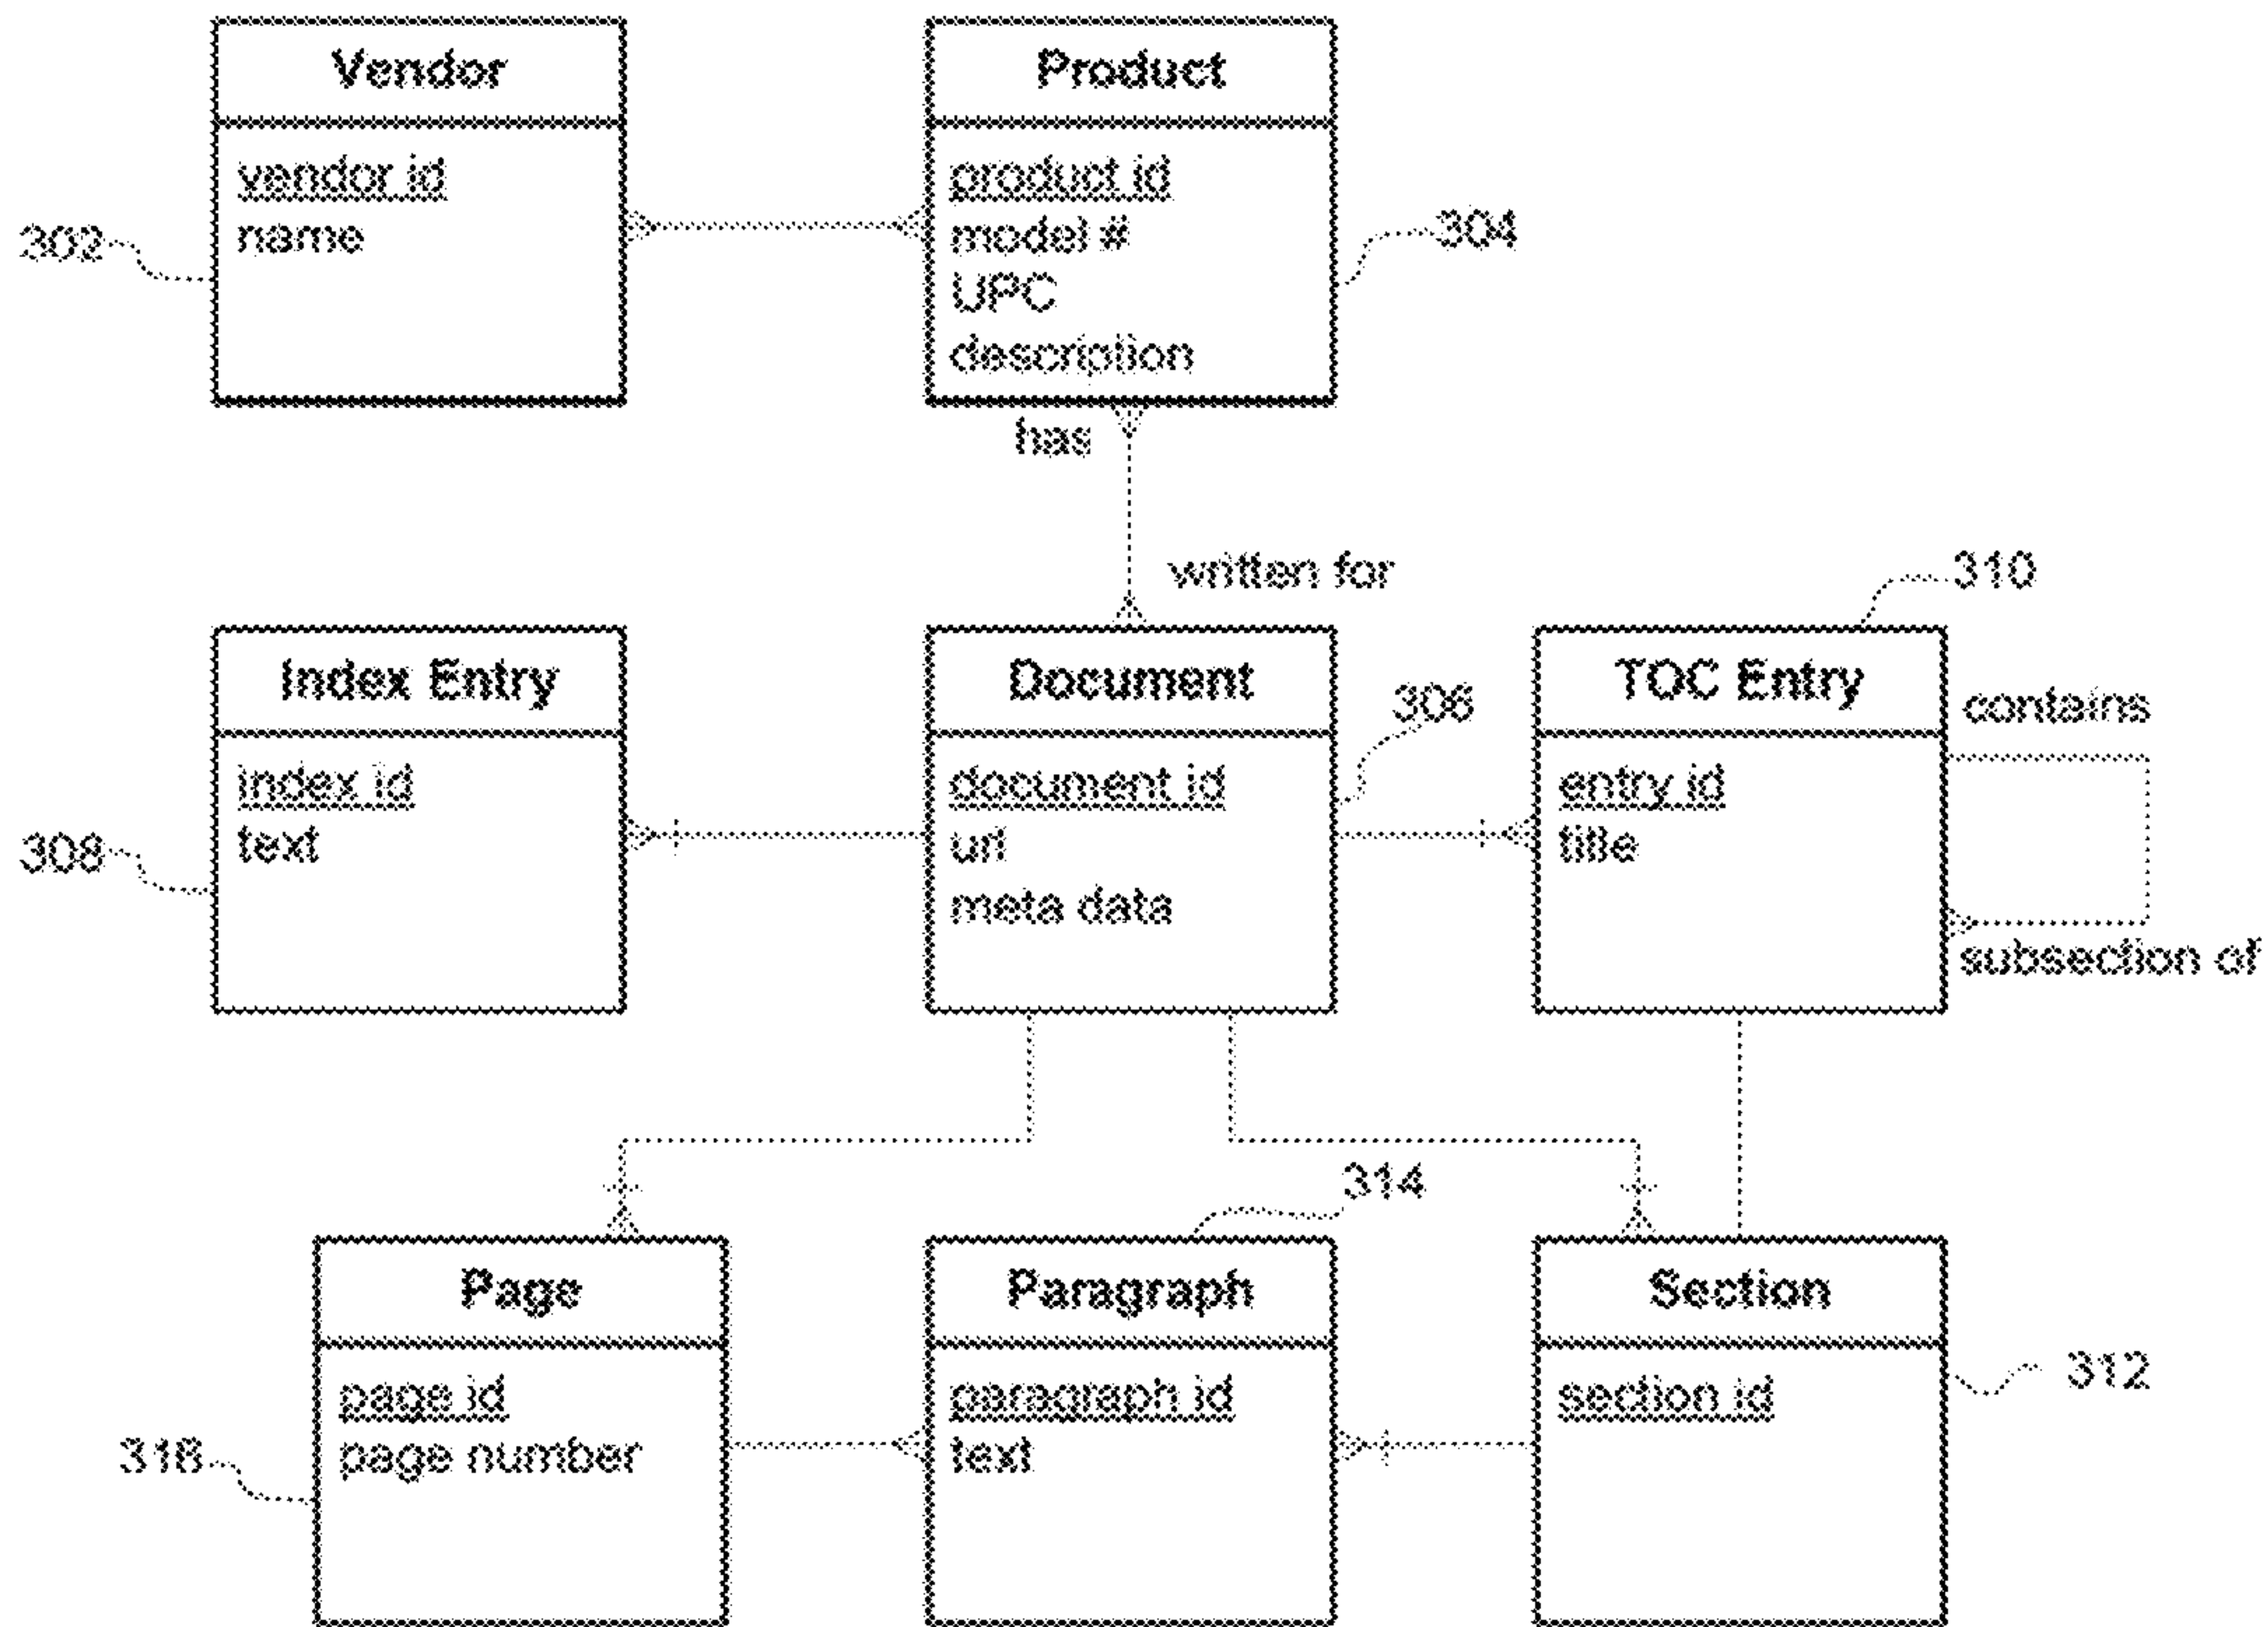 Vendor
vendor id
name
302
Product
product id
model #
UPC
description
304
has
written for
Index Entry
index id
text
308
Document
document id
url
meta data
306
TOC Entry
entry id
title
310
contains
subsection of
Page
page id
page number
Paragraph
paragraph id
text
314
Section
section id
312